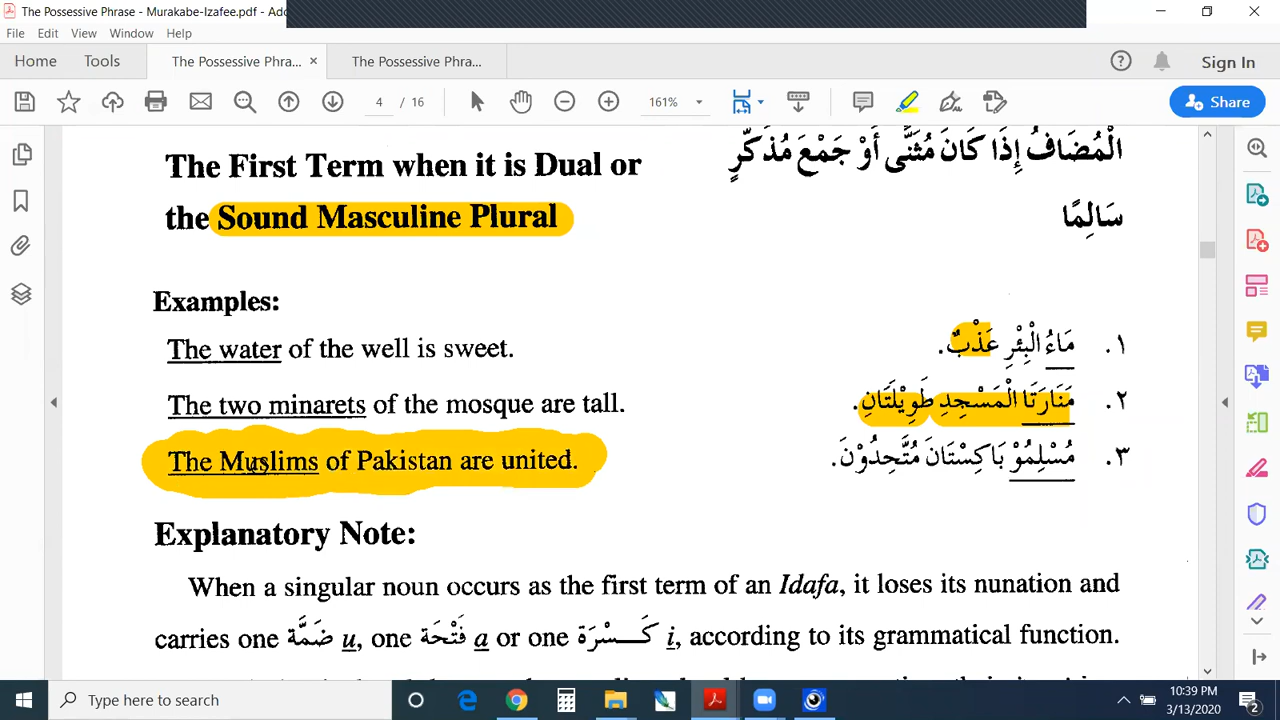 The Possessive Phrase - Murakabe-Izafee.pdf - Ado
File Edit View Window Help
Home Tools The Possessive Phra... × The Possessive Phra... Sign In
4 / 16 161% Share
The First Term when it is Dual or الْمُضَافُ إِذَا كَانَ مُثَنًّى أَوْ جَمْعَ مُذَكَّرٍ
the Sound Masculine Plural سَالِمًا
Examples:
The water of the well is sweet. ١. مَاءُ الْبِئْرِ عَذْبٌ.
The two minarets of the mosque are tall. ٢. مَنَارَتَا الْمَسْجِدِ طَوِيْلَتَانِ.
The Muslims of Pakistan are united. ٣. مُسْلِمُوْ بَاكِسْتَانَ مُتَّحِدُوْنَ.
Explanatory Note:
When a singular noun occurs as the first term of an Idafa, it loses its nunation and
carries one ضَمَّة u, one فَتْحَة a or one كَـــسْرَة i, according to its grammatical function.
Type here to search
10:39 PM
3/13/2020
2